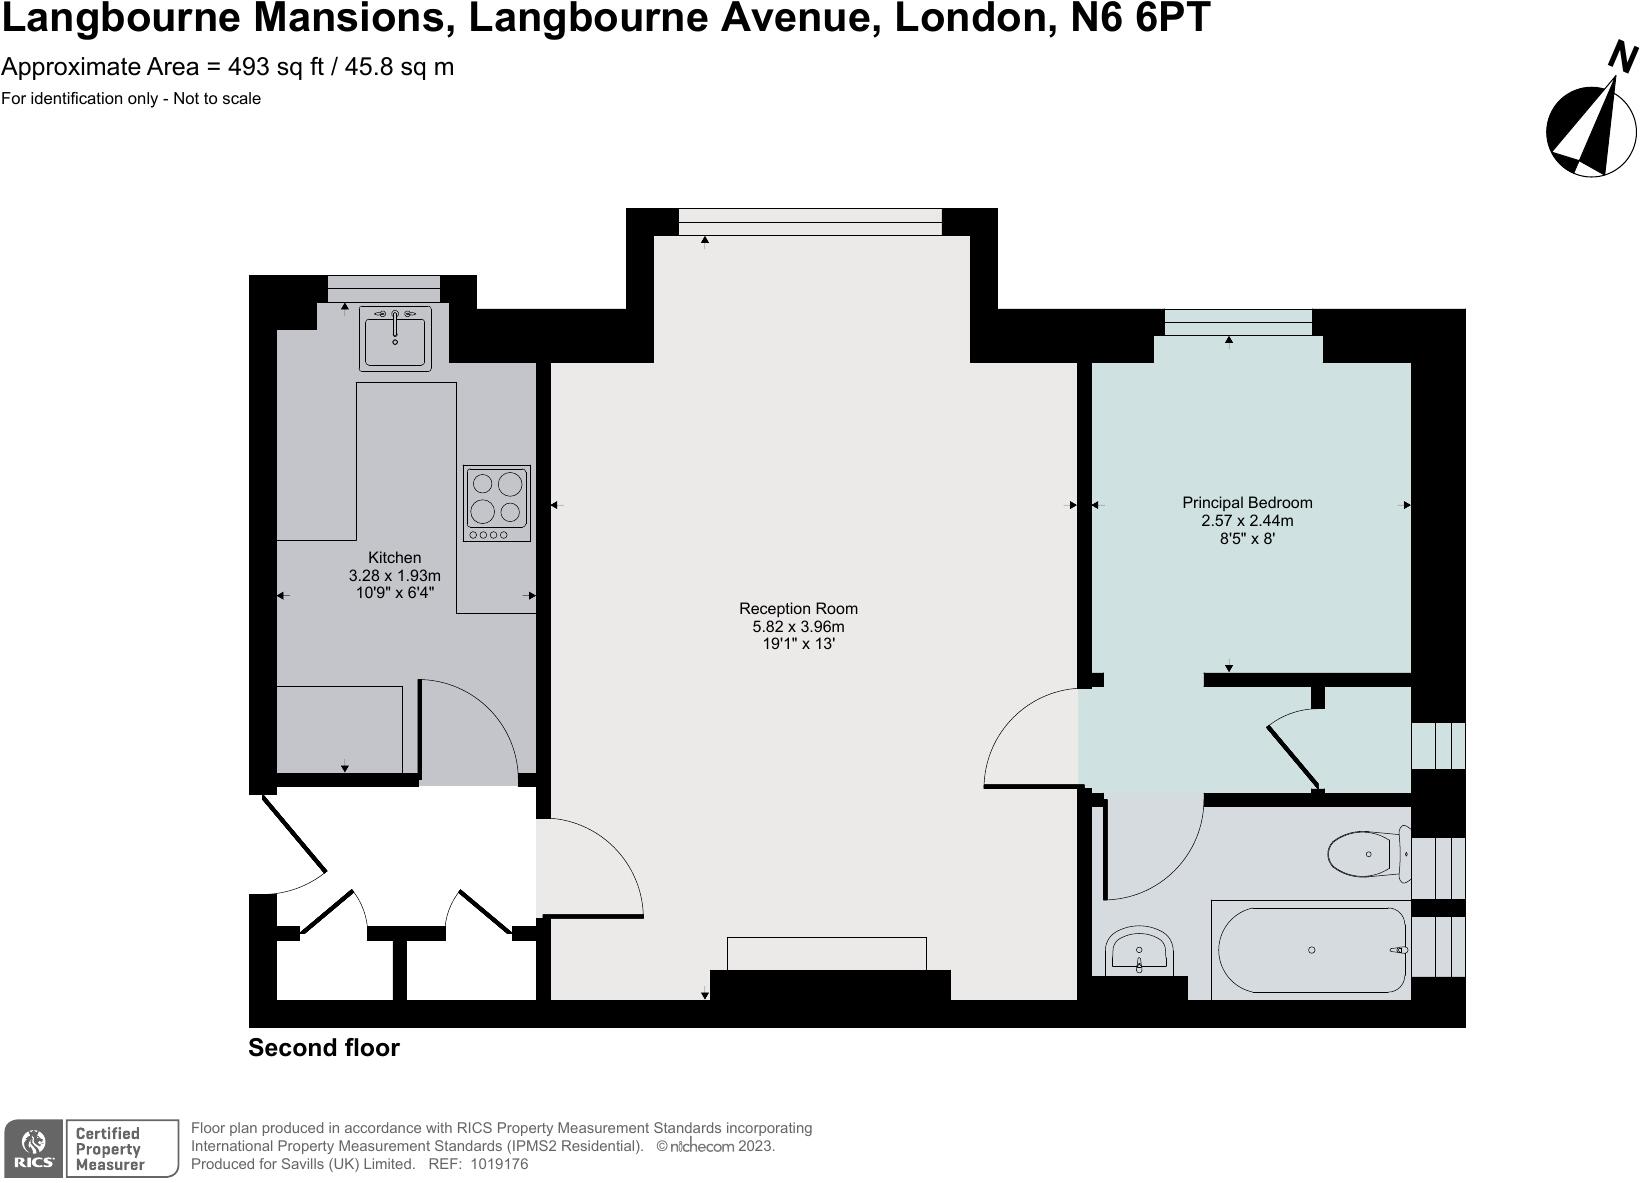 Langbourne Mansions, Langbourne Avenue, London, N6 6PT
Approximate Area = 493 sq ft / 45.8 sq m
For identification only - Not to scale
N
Principal Bedroom
2.57 x 2.44m
8'5" x 8'
Kitchen
3.28 x 1.93m
10'9" x 6'4"
Reception Room
5.82 x 3.96m
19'1" x 13'
Second floor
RICS
Certified
Property
Measurer
Floor plan produced in accordance with RICS Property Measurement Standards incorporating
International Property Measurement Standards (IPMS2 Residential). © nichecom 2023.
Produced for Savills (UK) Limited. REF: 1019176